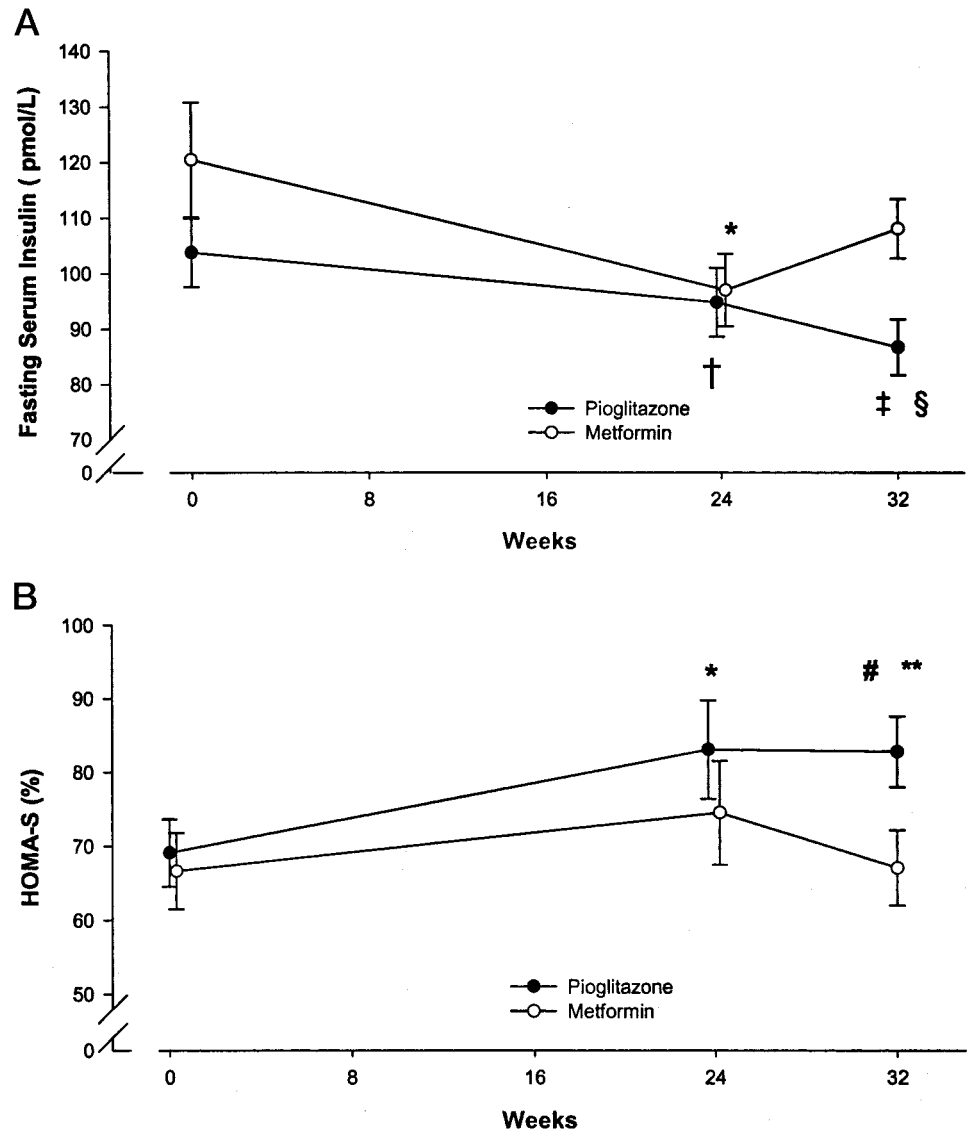 A
Fasting Serum Insulin ( pmol/L)
140
130
120
110
100
90
80
70
0
*
†
‡ §
Pioglitazone
Metformin
0 8 16 24 32
Weeks
B
HOMA-S (%)
100
90
80
70
60
50
0
* # **
Pioglitazone
Metformin
0 8 16 24 32
Weeks